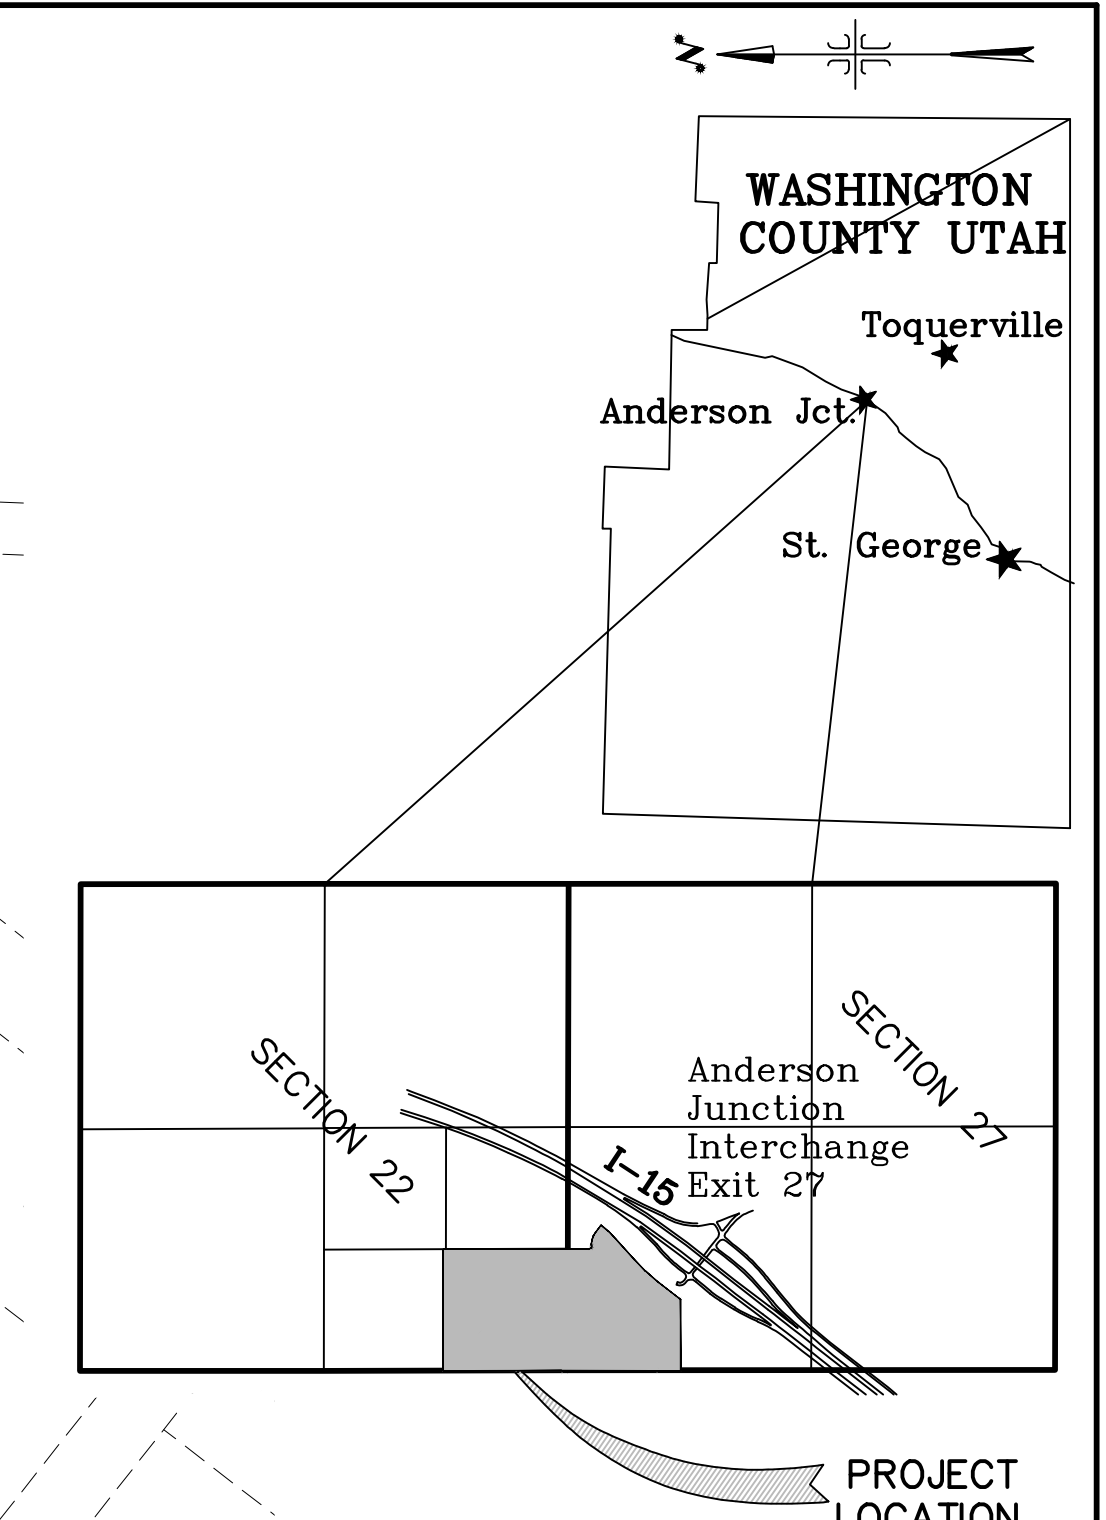 N
WASHINGTON
COUNTY UTAH
Toquerville
Anderson Jct.
St. George
SECTION 22
SECTION 27
Anderson
Junction
Interchange
Exit 27
I-15
PROJECT
LOCATION